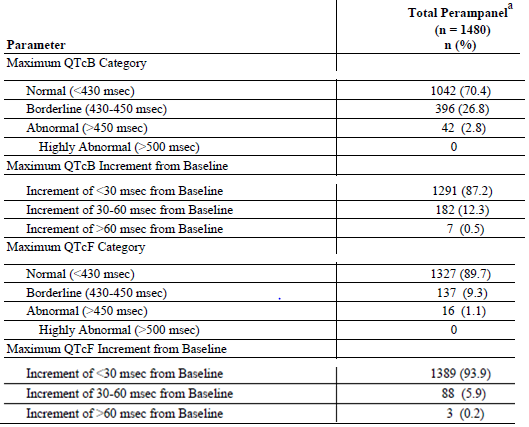 Total Perampanelᵃ
(n = 1480)
Parameter n (%)
Maximum QTcB Category
Normal (<430 msec) 1042 (70.4)
Borderline (430-450 msec) 396 (26.8)
Abnormal (>450 msec) 42 (2.8)
Highly Abnormal (>500 msec) 0
Maximum QTcB Increment from Baseline
Increment of <30 msec from Baseline 1291 (87.2)
Increment of 30-60 msec from Baseline 182 (12.3)
Increment of >60 msec from Baseline 7 (0.5)
Maximum QTcF Category
Normal (<430 msec) 1327 (89.7)
Borderline (430-450 msec) 137 (9.3)
Abnormal (>450 msec) 16 (1.1)
Highly Abnormal (>500 msec) 0
Maximum QTcF Increment from Baseline
Increment of <30 msec from Baseline 1389 (93.9)
Increment of 30-60 msec from Baseline 88 (5.9)
Increment of >60 msec from Baseline 3 (0.2)